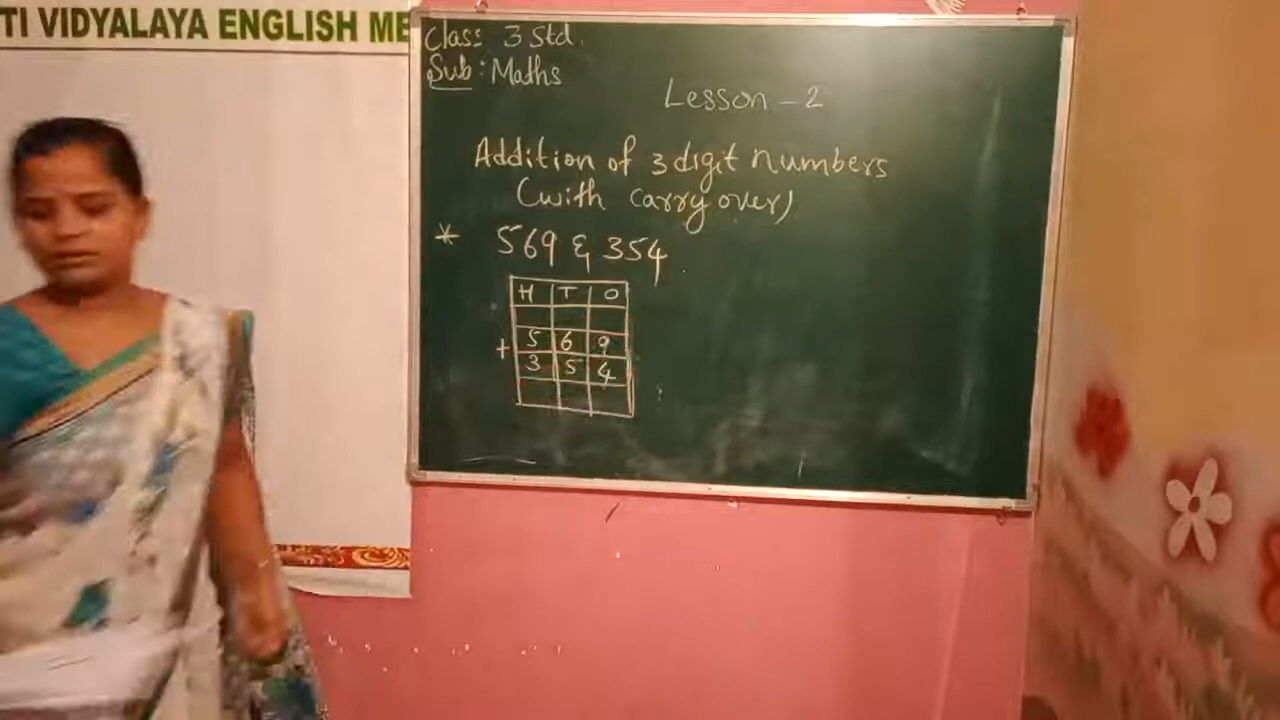 TI VIDYALAYA ENGLISH ME
Class: 3 Std.
Sub: Maths
Lesson - 2
Addition of 3 digit numbers
(with carry over)
* 569 & 354
H T O
5 6 9
+
3 5 4